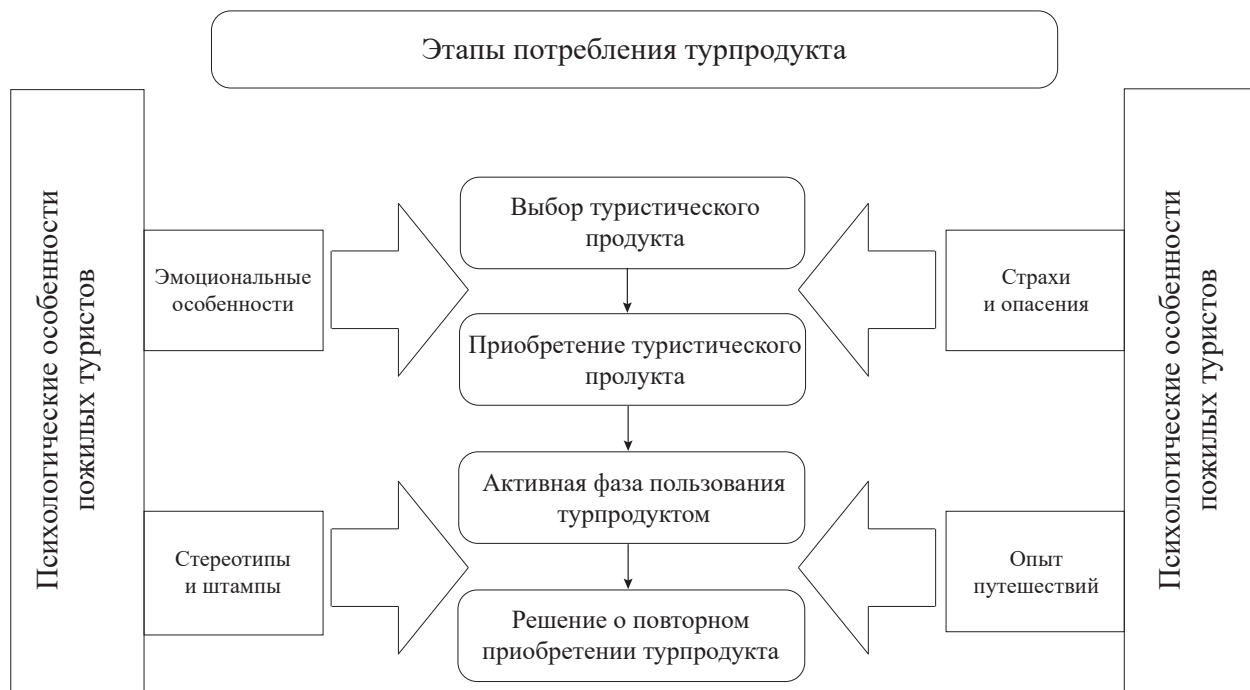 Этапы потребления турпродукта
Психологические особенности
пожилых туристов
Эмоциональные
особенности
Стереотипы
и штампы
Выбор туристического
продукта
Приобретение туристического
пролукта
Активная фаза пользования
турпродуктом
Решение о повторном
приобретении турпродукта
Страхи
и опасения
Опыт
путешествий
Психологические особенности
пожилых туристов